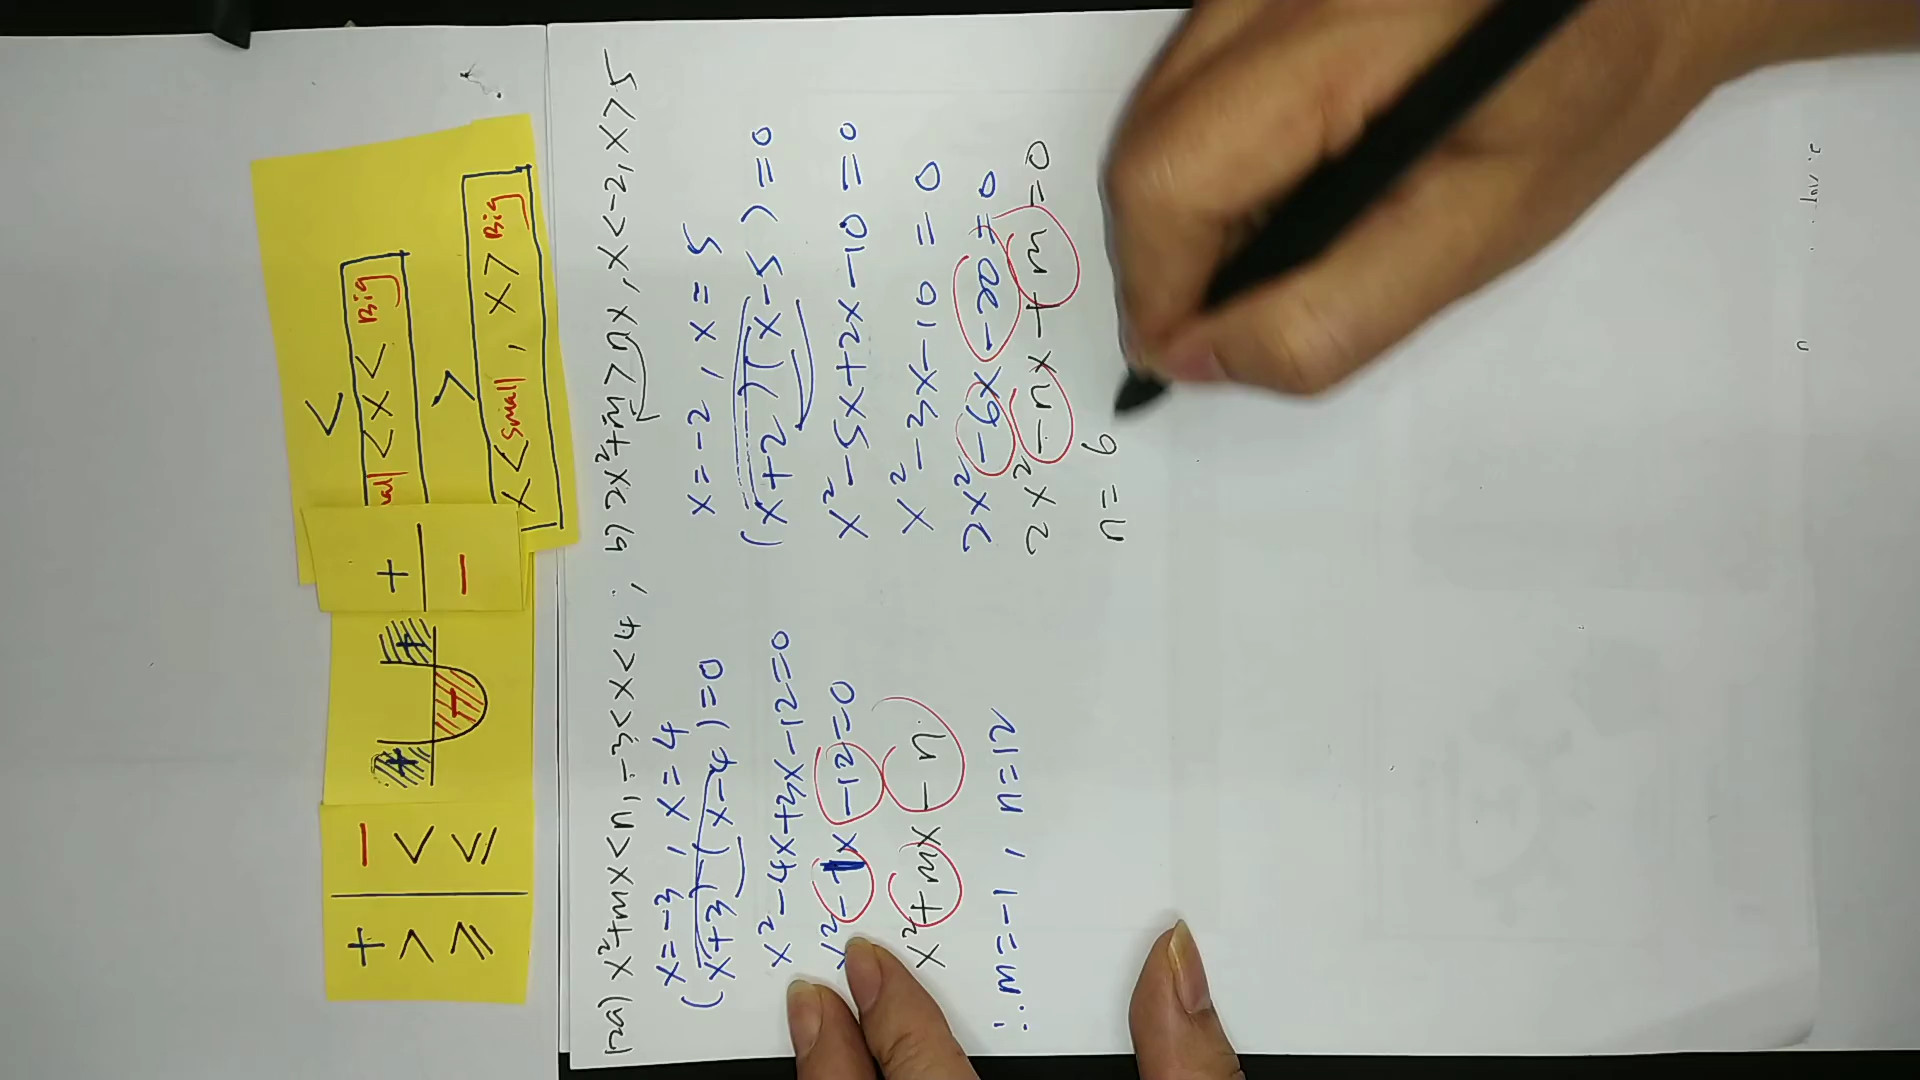 + | −
> | <
≥ | ≤
+ − +
+
−
<
all < x < Big
>
x < small, x > Big
12a) x²+mx<n, −3<x<4; b) 2x²+m>nx, x<−2, x>5
x=−3, x=4
(x+3)(x−4)=0
x²−4x+3x−12=0
x²−1x−12=0
x²+mx−n
∴ m=−1, n=12
x=−2, x=5
(x+2)(x−5)=0
x²−5x+2x−10=0
x²−3x−10=0
2x²−6x−20=0
2x²−nx+m=0
n=6